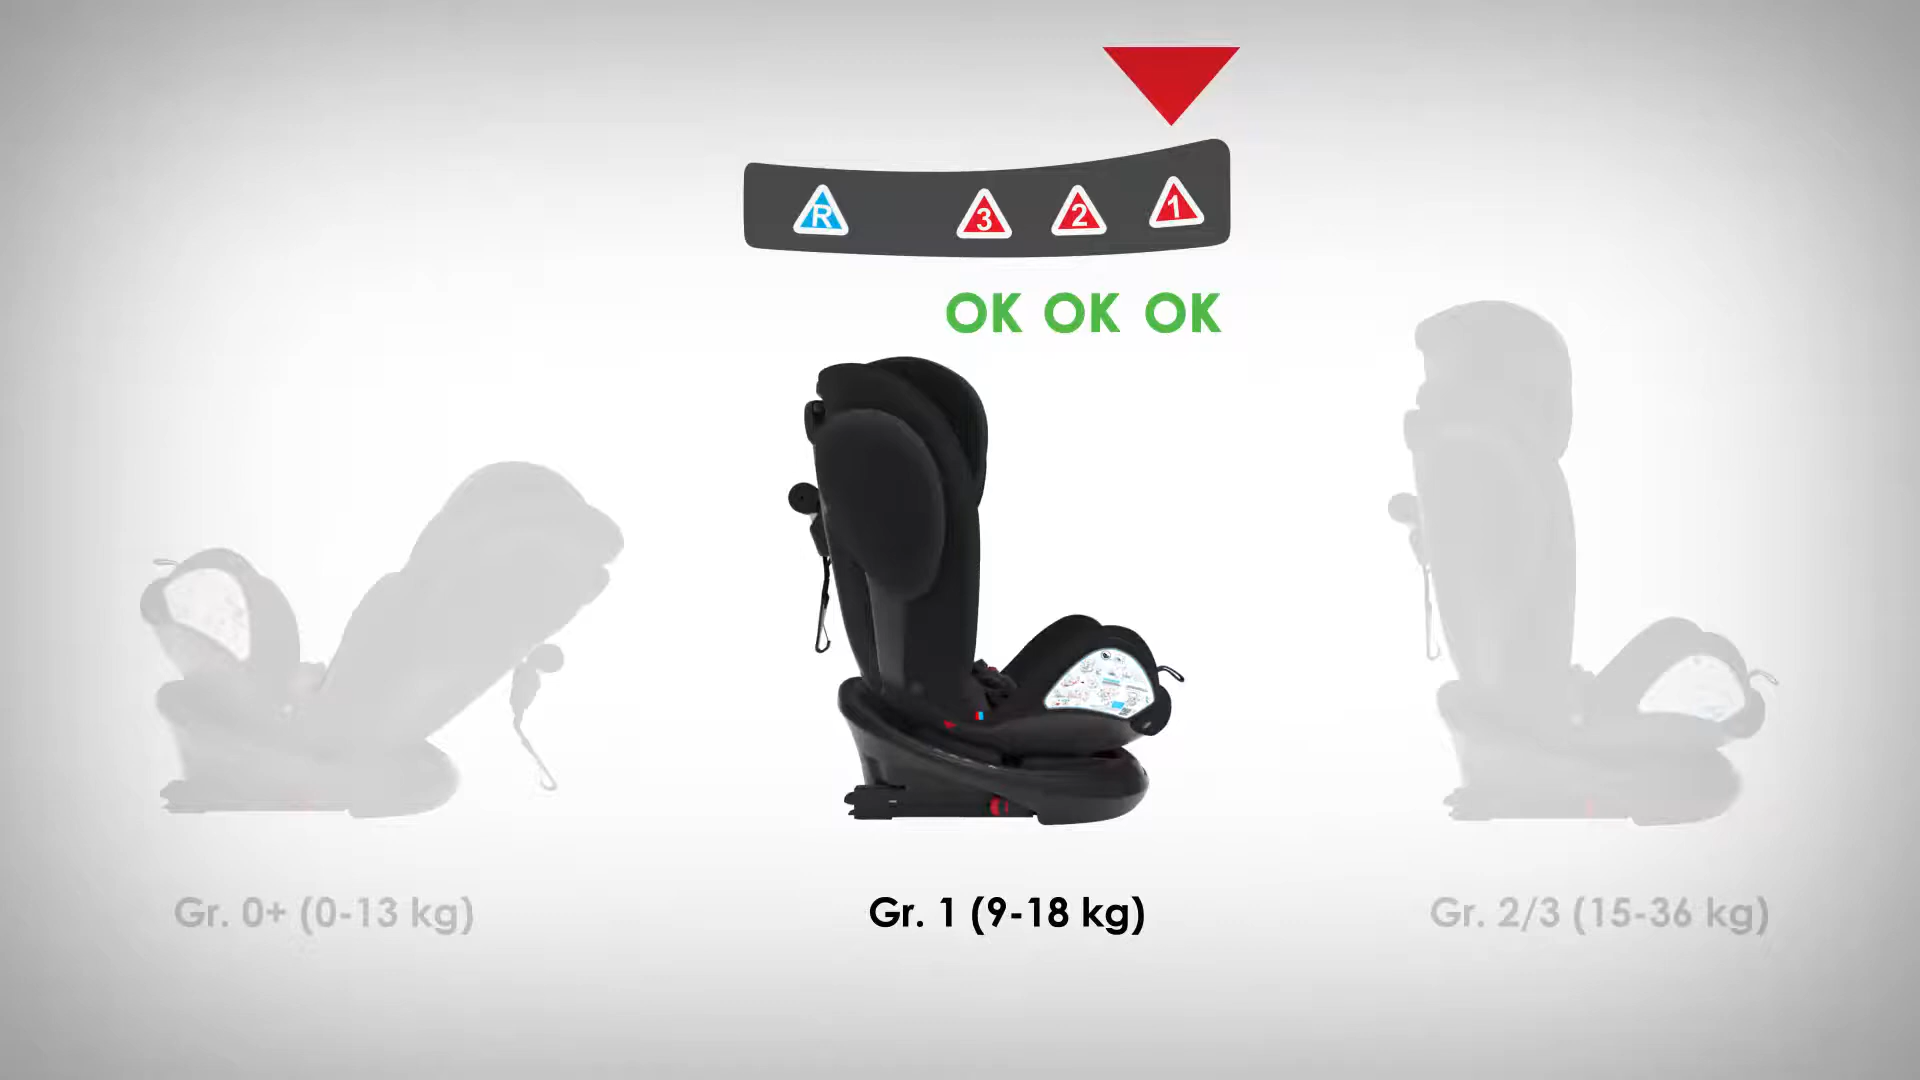 R 3 2 1
OK OK OK
Gr. 0+ (0-13 kg)
Gr. 1 (9-18 kg)
Gr. 2/3 (15-36 kg)